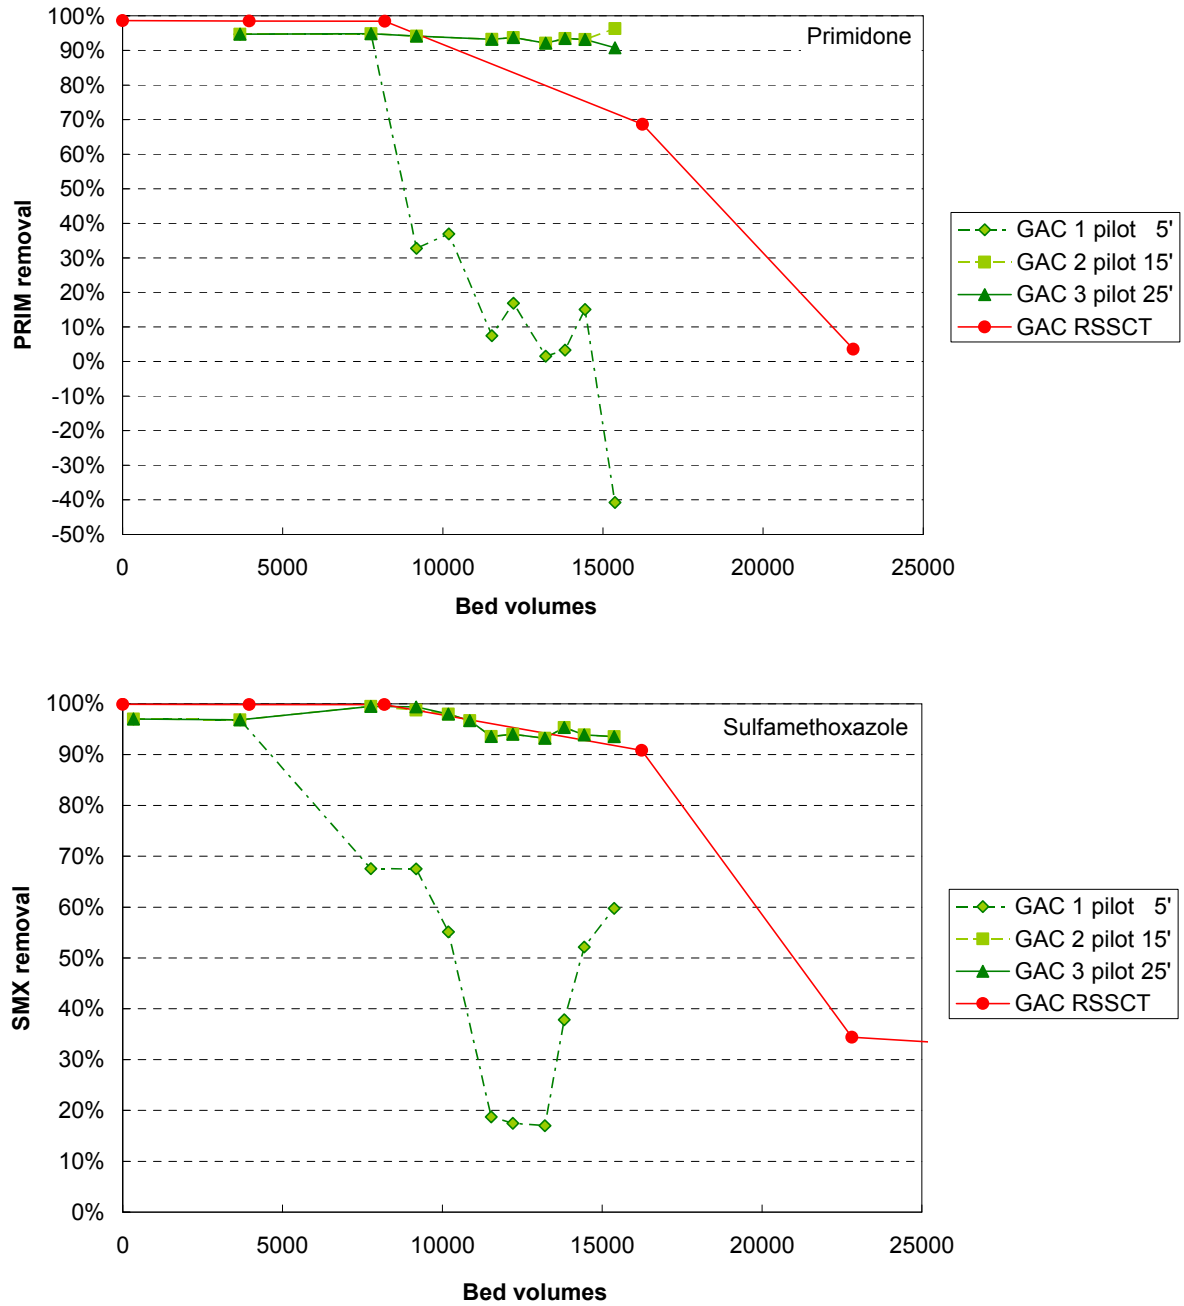 100%
90%
80%
70%
60%
50%
40%
30%
20%
10%
0%
-10%
-20%
-30%
-40%
-50%
PRIM removal
Primidone
0 5000 10000 15000 20000 25000
Bed volumes
GAC 1 pilot 5'
GAC 2 pilot 15'
GAC 3 pilot 25'
GAC RSSCT
100%
90%
80%
70%
60%
50%
40%
30%
20%
10%
0%
SMX removal
Sulfamethoxazole
0 5000 10000 15000 20000 25000
Bed volumes
GAC 1 pilot 5'
GAC 2 pilot 15'
GAC 3 pilot 25'
GAC RSSCT